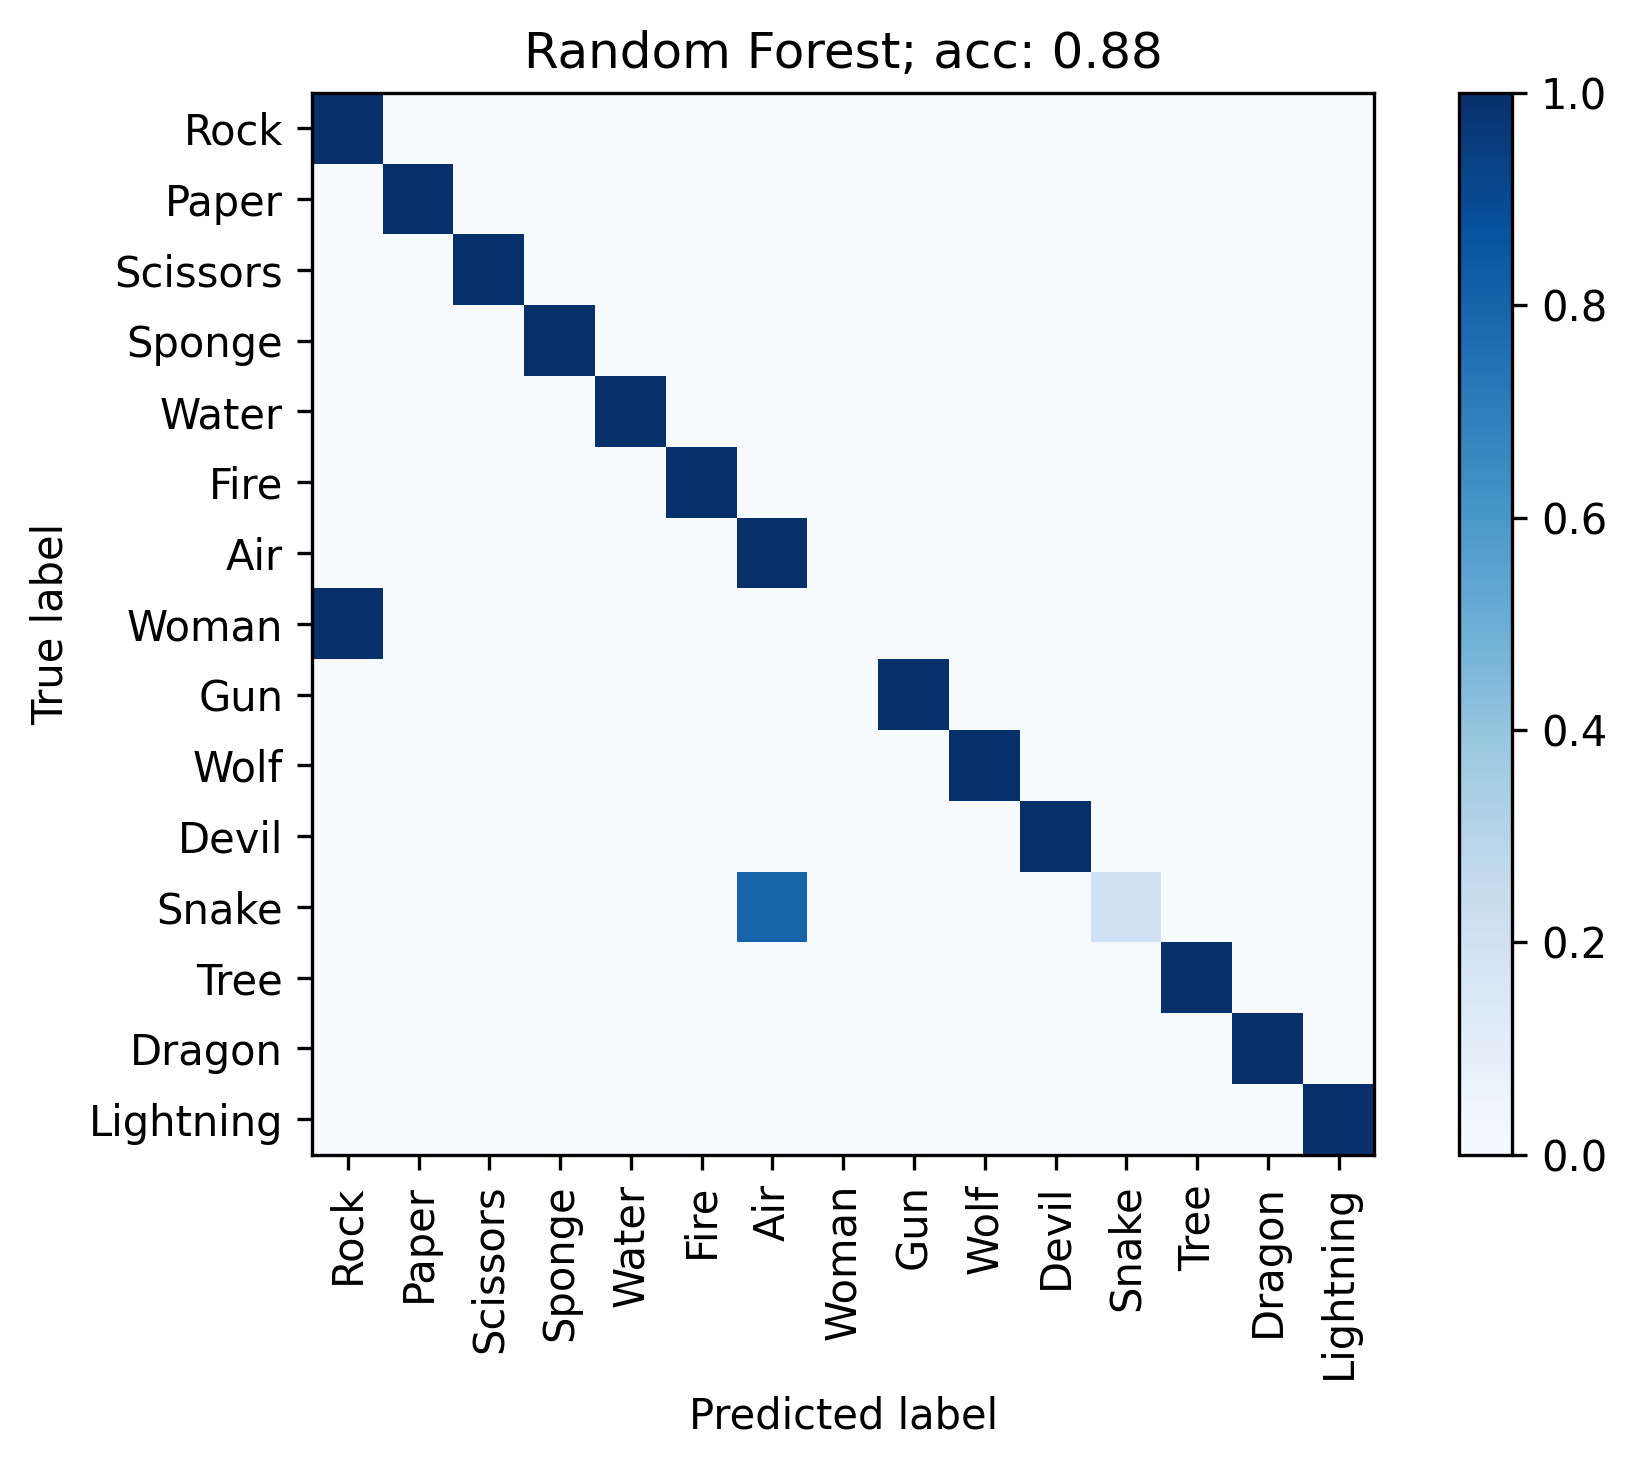 Random Forest; acc: 0.88
True label
Rock
Paper
Scissors
Sponge
Water
Fire
Air
Woman
Gun
Wolf
Devil
Snake
Tree
Dragon
Lightning
Rock
Paper
Scissors
Sponge
Water
Fire
Air
Woman
Gun
Wolf
Devil
Snake
Tree
Dragon
Lightning
Predicted label
1.0
0.8
0.6
0.4
0.2
0.0